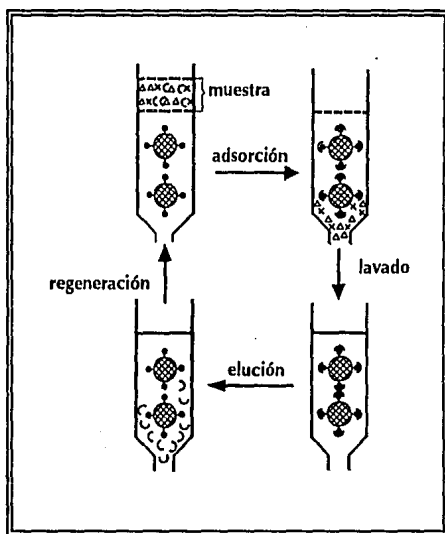 muestra
adsorción
lavado
regeneración
elución